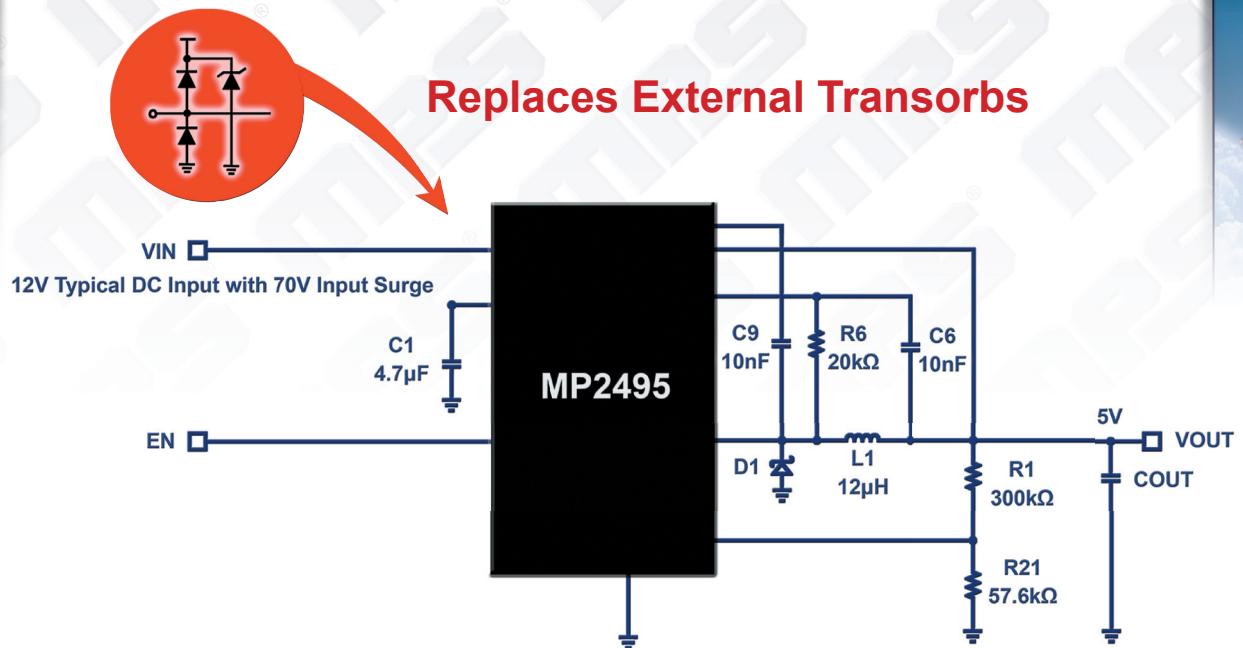 Replaces External Transorbs
VIN
12V Typical DC Input with 70V Input Surge
C1
4.7µF
EN
MP2495
C9
10nF
R6
20kΩ
C6
10nF
D1
L1
12µH
R1
300kΩ
R21
57.6kΩ
5V
VOUT
COUT
MPS
®